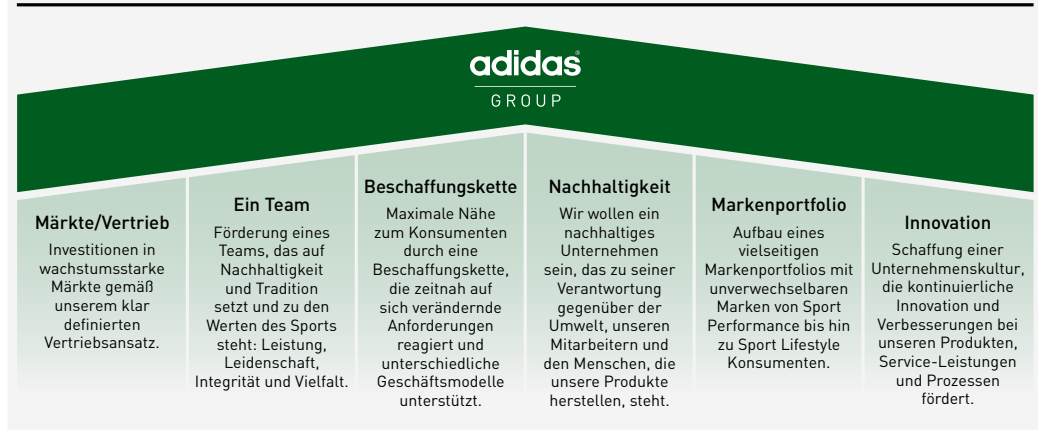 adidas®
GROUP
Märkte/Vertrieb
Investitionen in
wachstumsstarke
Märkte gemäß
unserem klar
definierten
Vertriebsansatz.
Ein Team
Förderung eines
Teams, das auf
Nachhaltigkeit
und Tradition
setzt und zu den
Werten des Sports
steht: Leistung,
Leidenschaft,
Integrität und Vielfalt.
Beschaffungskette
Maximale Nähe
zum Konsumenten
durch eine
Beschaffungskette,
die zeitnah auf
sich verändernde
Anforderungen
reagiert und
unterschiedliche
Geschäftsmodelle
unterstützt.
Nachhaltigkeit
Wir wollen ein
nachhaltiges
Unternehmen
sein, das zu seiner
Verantwortung
gegenüber der
Umwelt, unseren
Mitarbeitern und
den Menschen, die
unsere Produkte
herstellen, steht.
Markenportfolio
Aufbau eines
vielseitigen
Markenportfolios mit
unverwechselbaren
Marken von Sport
Performance bis hin
zu Sport Lifestyle
Konsumenten.
Innovation
Schaffung einer
Unternehmenskultur,
die kontinuierliche
Innovation und
Verbesserungen bei
unseren Produkten,
Service-Leistungen
und Prozessen
fördert.